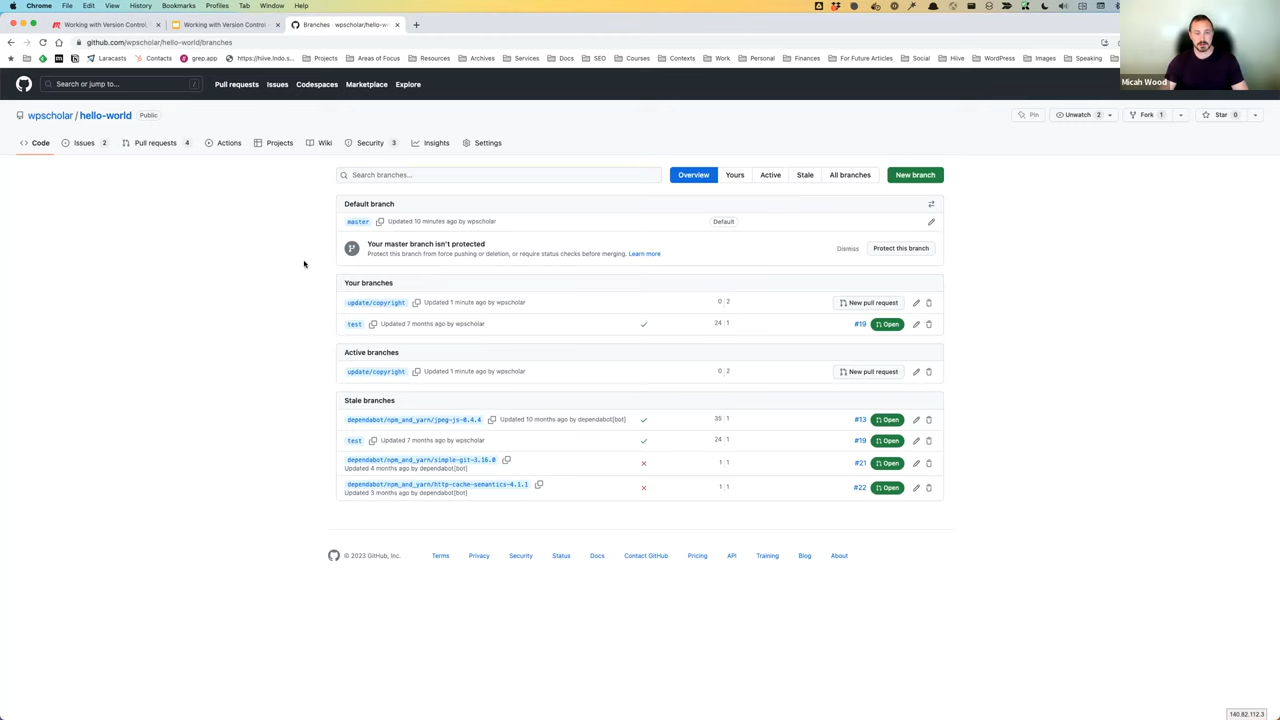 Chrome File Edit View History Bookmarks Profiles Tab Window Help
Working with Version Control, Working with Version Control - Branches · wpscholar/hello-wo
github.com/wpscholar/hello-world/branches
Laracasts Contacts grep.app https://hiive.lndo.s... Projects Areas of Focus Resources Archives Services Docs SEO Courses Contexts Work Personal Finances For Future Articles Social Hiive WordPress Images Speaking
Micah Wood
Search or jump to... / Pull requests Issues Codespaces Marketplace Explore
wpscholar / hello-world Public Pin Unwatch 2 Fork 1 Star 0
Code Issues 2 Pull requests 4 Actions Projects Wiki Security 3 Insights Settings
Search branches... Overview Yours Active Stale All branches New branch
Default branch
master Updated 10 minutes ago by wpscholar Default
Your master branch isn't protected
Protect this branch from force pushing or deletion, or require status checks before merging. Learn more Dismiss Protect this branch
Your branches
update/copyright Updated 1 minute ago by wpscholar 0 2 New pull request
test Updated 7 months ago by wpscholar 24 1 #19 Open
Active branches
update/copyright Updated 1 minute ago by wpscholar 0 2 New pull request
Stale branches
dependabot/npm_and_yarn/jpeg-js-0.4.4 Updated 10 months ago by dependabot[bot] 35 1 #13 Open
test Updated 7 months ago by wpscholar 24 1 #19 Open
dependabot/npm_and_yarn/simple-git-3.16.0 1 1 #21 Open
Updated 4 months ago by dependabot[bot]
dependabot/npm_and_yarn/http-cache-semantics-4.1.1 1 1 #22 Open
Updated 3 months ago by dependabot[bot]
© 2023 GitHub, Inc. Terms Privacy Security Status Docs Contact GitHub Pricing API Training Blog About
140.82.112.3